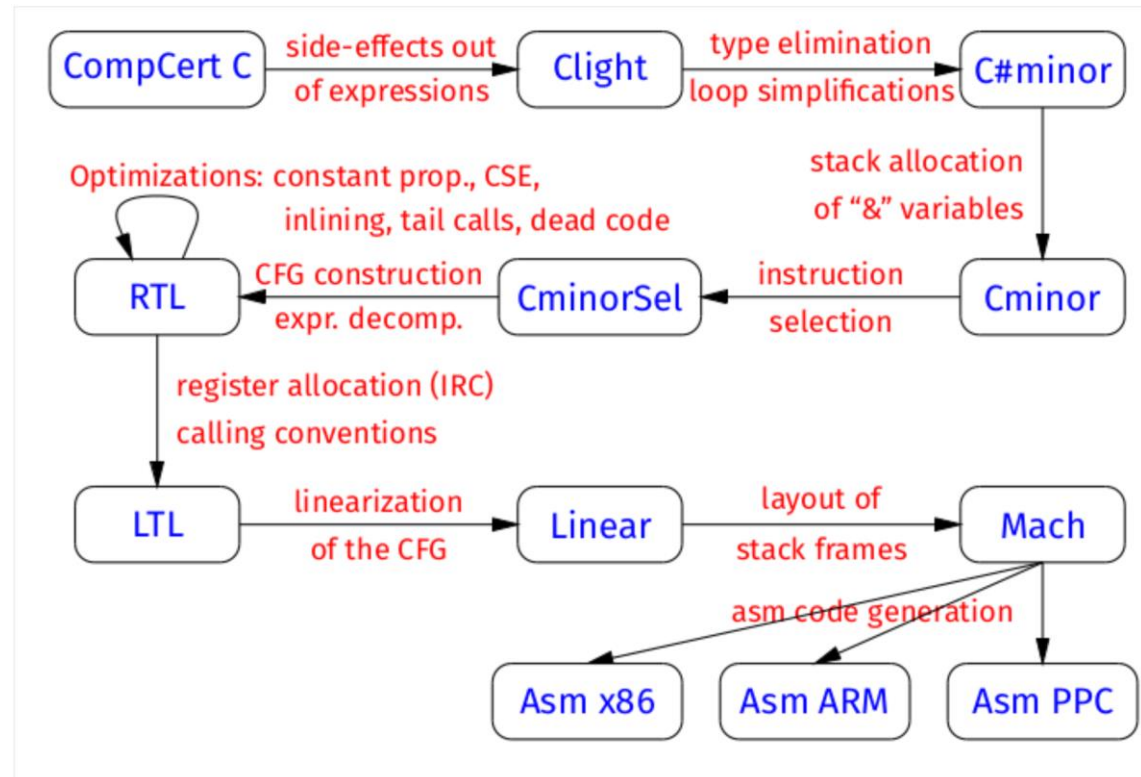 CompCert C
side-effects out
of expressions
Clight
type elimination
loop simplifications
C#minor
stack allocation
of “&” variables
Optimizations: constant prop., CSE,
inlining, tail calls, dead code
RTL
CFG construction
expr. decomp.
CminorSel
instruction
selection
Cminor
register allocation (IRC)
calling conventions
LTL
linearization
of the CFG
Linear
layout of
stack frames
Mach
asm code generation
Asm x86
Asm ARM
Asm PPC